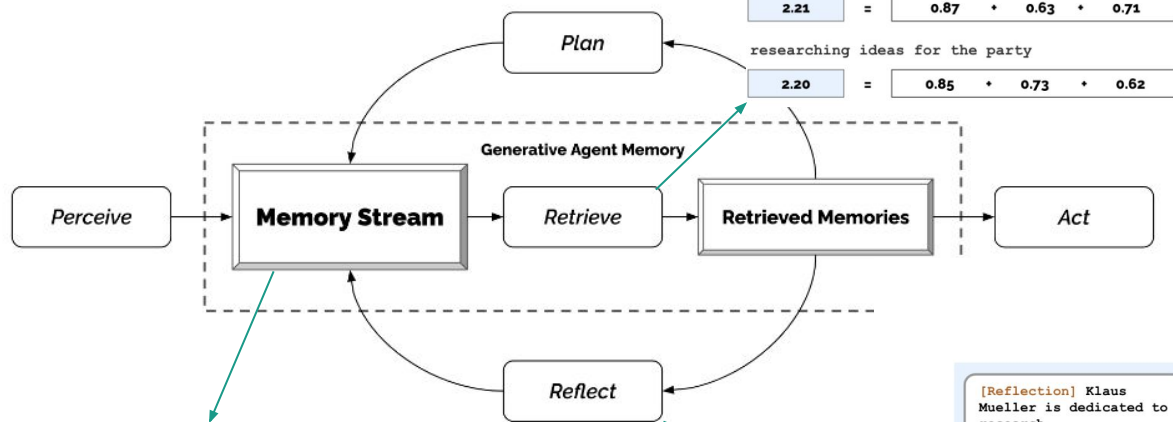 2.21 = 0.87 + 0.63 + 0.71
Plan
researching ideas for the party
2.20 = 0.85 + 0.73 + 0.62
Generative Agent Memory
Perceive
Memory Stream
Retrieve
Retrieved Memories
Act
Reflect
[Reflection] Klaus
Mueller is dedicated to